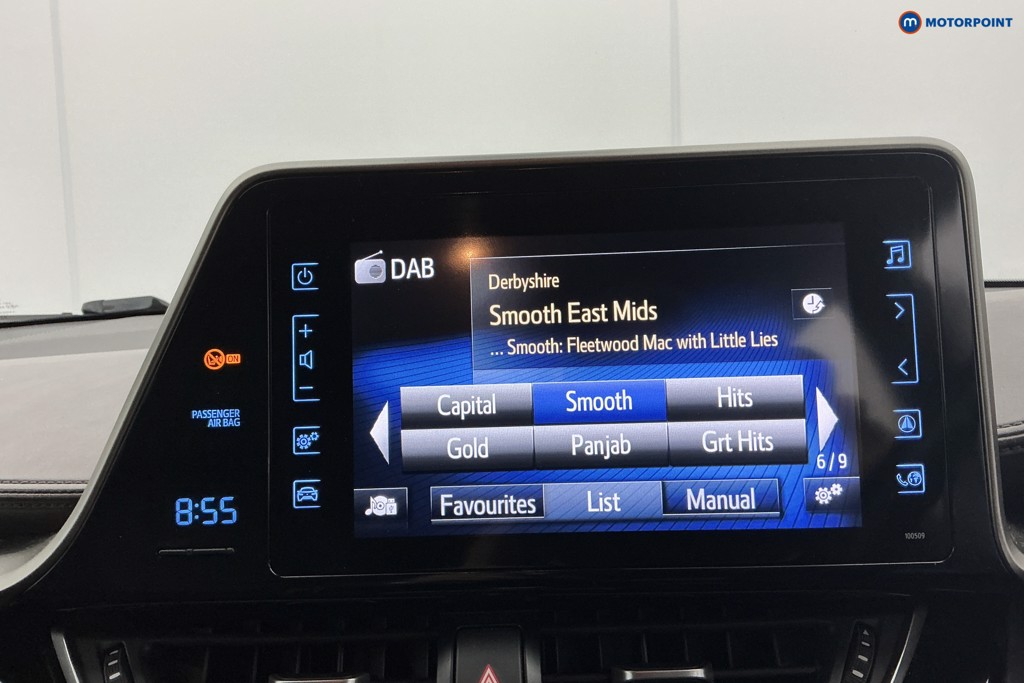 m MOTORPOINT
DAB
Derbyshire
Smooth East Mids
... Smooth: Fleetwood Mac with Little Lies
Capital Smooth Hits
Gold Panjab Grt Hits
6/9
Favourites List Manual
+
−
ON
PASSENGER
AIR BAG
8:55
100509